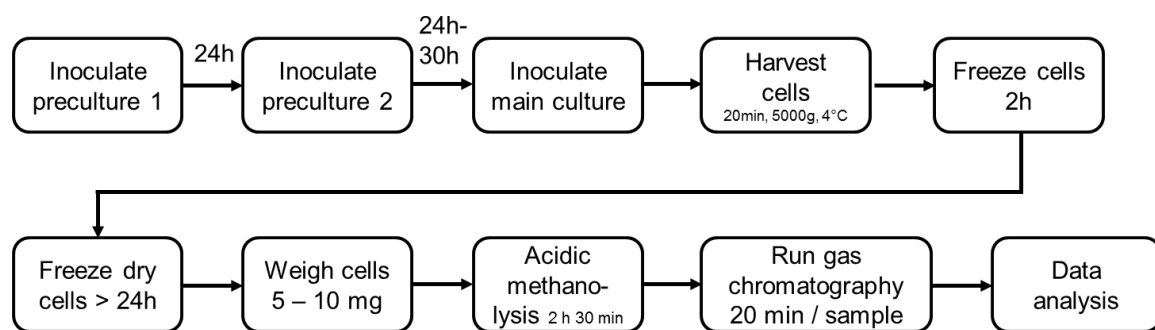 24h
24h-
30h
Inoculate
preculture 1
Inoculate
preculture 2
Inoculate
main culture
Harvest
cells
20min, 5000g, 4°C
Freeze cells
2h
Freeze dry
cells > 24h
Weigh cells
5 – 10 mg
Acidic
methano-
lysis 2 h 30 min
Run gas
chromatography
20 min / sample
Data
analysis